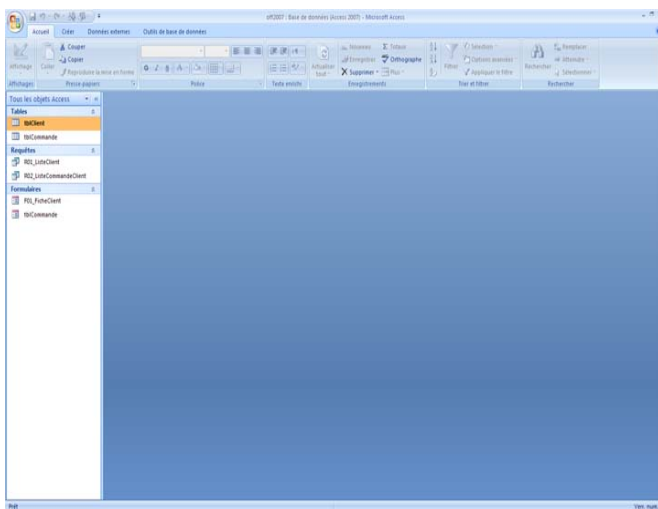 off2007 : Base de données (Access 2007) - Microsoft Access
Accueil Créer Données externes Outils de base de données
Affichage
Coller
Couper
Copier
Reproduire la mise en forme
Actualiser tout
Nouveau
Enregistrer
Supprimer
Totaux
Orthographe
Plus
Filtrer
Sélection
Options avancées
Appliquer le filtre
Rechercher
Remplacer
Atteindre
Sélectionner
Affichages Presse-papiers Police Texte enrichi Enregistrements Trier et filtrer Rechercher
Tous les objets Access
Tables
tblClient
tblCommande
Requêtes
R01_ListeClient
R02_ListeCommandeClient
Formulaires
F01_FicheClient
tblCommande
Prêt
Verr. num.